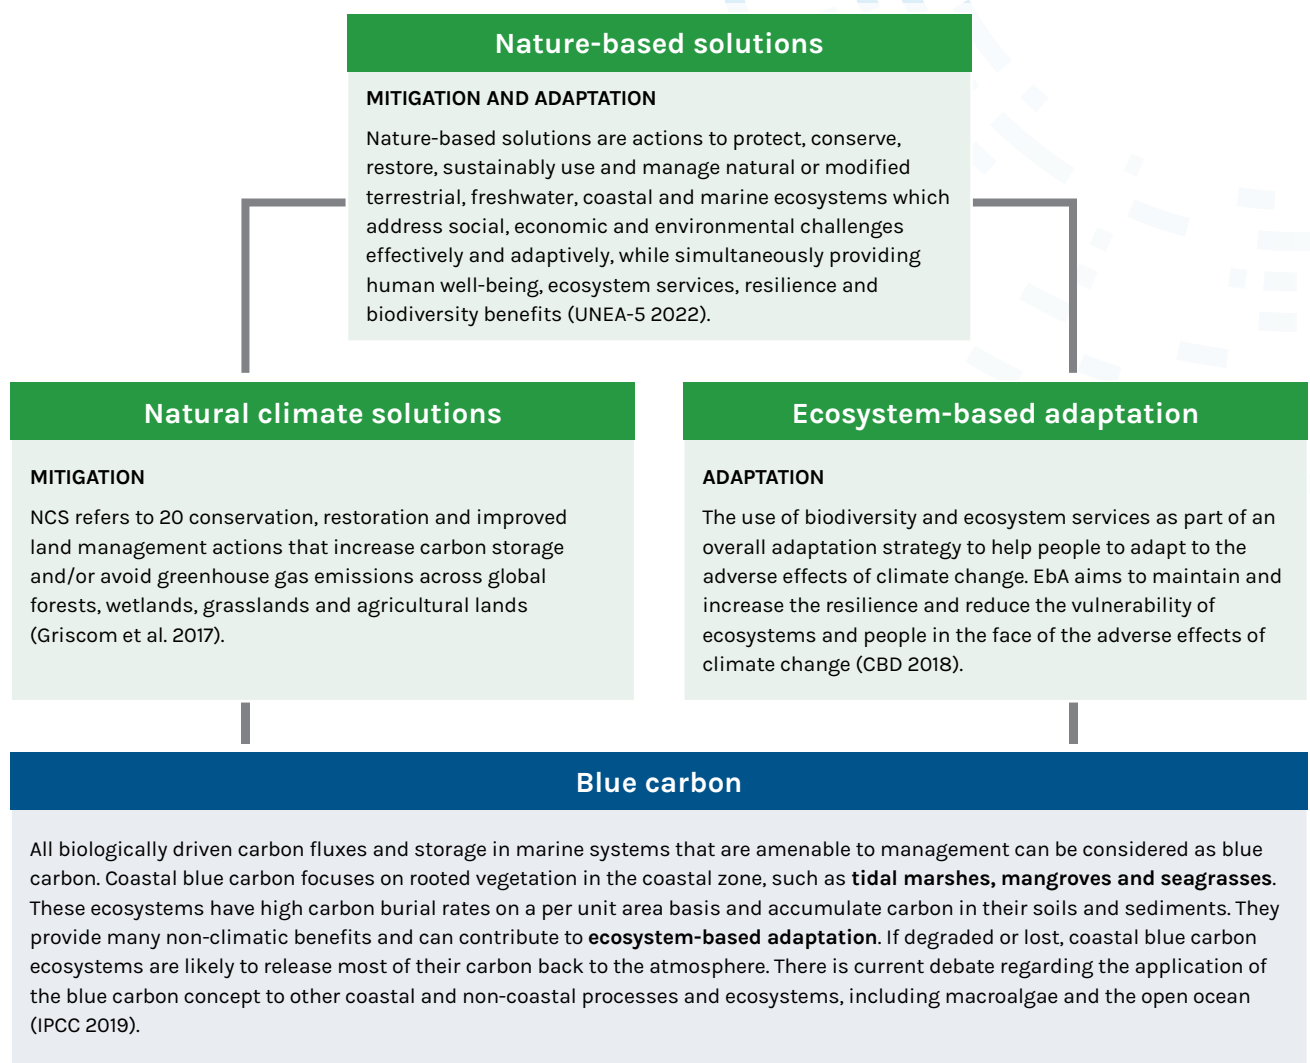 Nature-based solutions
MITIGATION AND ADAPTATION
Nature-based solutions are actions to protect, conserve,
restore, sustainably use and manage natural or modified
terrestrial, freshwater, coastal and marine ecosystems which
address social, economic and environmental challenges
effectively and adaptively, while simultaneously providing
human well-being, ecosystem services, resilience and
biodiversity benefits (UNEA-5 2022).
Natural climate solutions
MITIGATION
NCS refers to 20 conservation, restoration and improved
land management actions that increase carbon storage
and/or avoid greenhouse gas emissions across global
forests, wetlands, grasslands and agricultural lands
(Griscom et al. 2017).
Ecosystem-based adaptation
ADAPTATION
The use of biodiversity and ecosystem services as part of an
overall adaptation strategy to help people to adapt to the
adverse effects of climate change. EbA aims to maintain and
increase the resilience and reduce the vulnerability of
ecosystems and people in the face of the adverse effects of
climate change (CBD 2018).
Blue carbon
All biologically driven carbon fluxes and storage in marine systems that are amenable to management can be considered as blue
carbon. Coastal blue carbon focuses on rooted vegetation in the coastal zone, such as tidal marshes, mangroves and seagrasses.
These ecosystems have high carbon burial rates on a per unit area basis and accumulate carbon in their soils and sediments. They
provide many non-climatic benefits and can contribute to ecosystem-based adaptation. If degraded or lost, coastal blue carbon
ecosystems are likely to release most of their carbon back to the atmosphere. There is current debate regarding the application of
the blue carbon concept to other coastal and non-coastal processes and ecosystems, including macroalgae and the open ocean
(IPCC 2019).